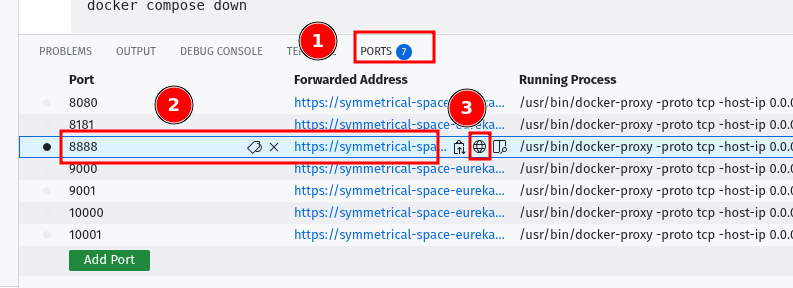 docker compose down
1
PROBLEMS OUTPUT DEBUG CONSOLE PORTS 7
Port Forwarded Address Running Process
2 3
8080 https://symmetrical-space-eureka... /usr/bin/docker-proxy -proto tcp -host-ip 0.0.0
8181 https://symmetrical-space-eureka... /usr/bin/docker-proxy -proto tcp -host-ip 0.0.0
8888 https://symmetrical-spa... /usr/bin/docker-proxy -proto tcp -host-ip 0.0.0
9000 https://symmetrical-space-eureka... /usr/bin/docker-proxy -proto tcp -host-ip 0.0.0
9001 https://symmetrical-space-eureka... /usr/bin/docker-proxy -proto tcp -host-ip 0.0.0
10000 https://symmetrical-space-eureka... /usr/bin/docker-proxy -proto tcp -host-ip 0.0.0
10001 https://symmetrical-space-eureka... /usr/bin/docker-proxy -proto tcp -host-ip 0.0.0
Add Port